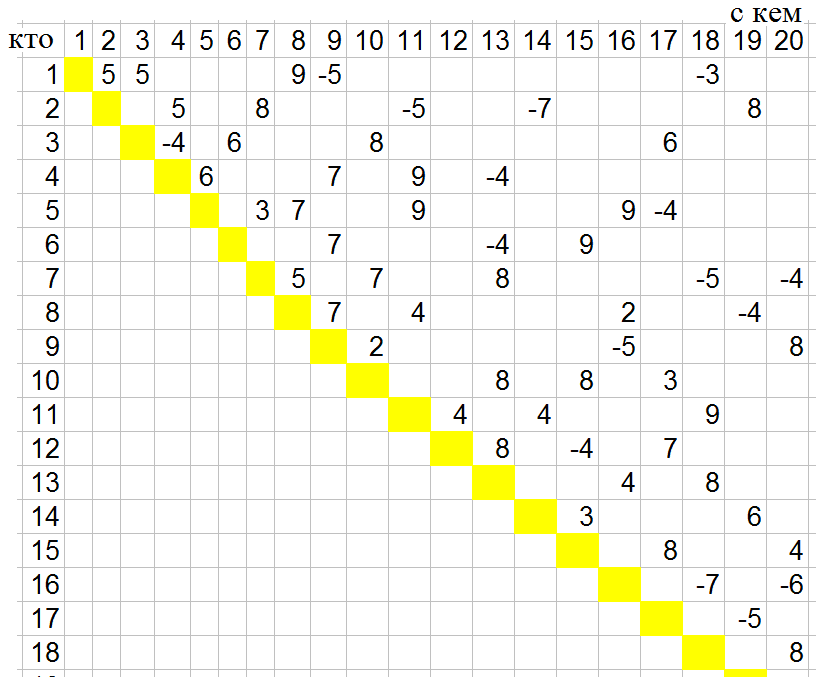 с кем
кто 1 2 3 4 5 6 7 8 9 10 11 12 13 14 15 16 17 18 19 20
1 5 5 9 -5 -3
2 5 8 -5 -7 8
3 -4 6 8 6
4 6 7 9 -4
5 3 7 9 9 -4
6 7 -4 9
7 5 7 8 -5 -4
8 7 4 2 -4
9 2 -5 8
10 8 8 3
11 4 4 9
12 8 -4 7
13 4 8
14 3 6
15 8 4
16 -7 -6
17 -5
18 8